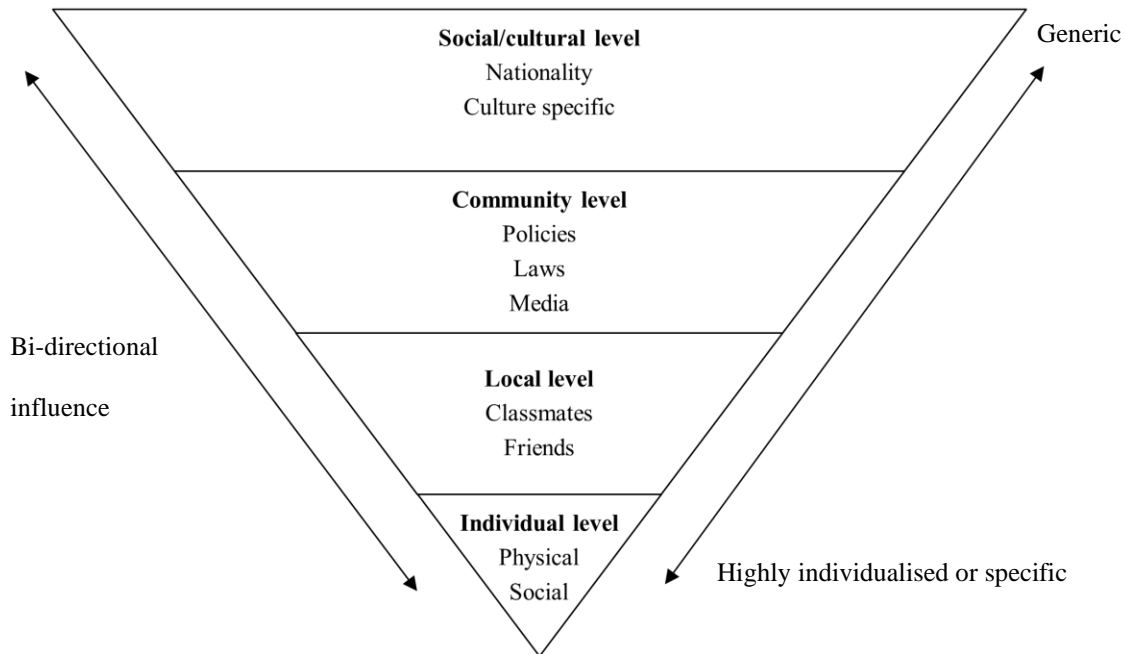 Generic
Social/cultural level
Nationality
Culture specific
Community level
Policies
Laws
Media
Bi-directional
influence
Local level
Classmates
Friends
Individual level
Physical
Social
Highly individualised or specific